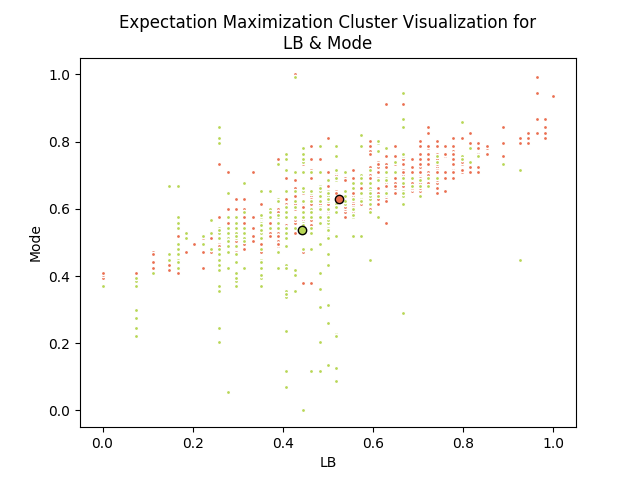 Expectation Maximization Cluster Visualization for
LB & Mode
1.0
0.8
0.6
0.4
0.2
0.0
Mode
0.0 0.2 0.4 0.6 0.8 1.0
LB